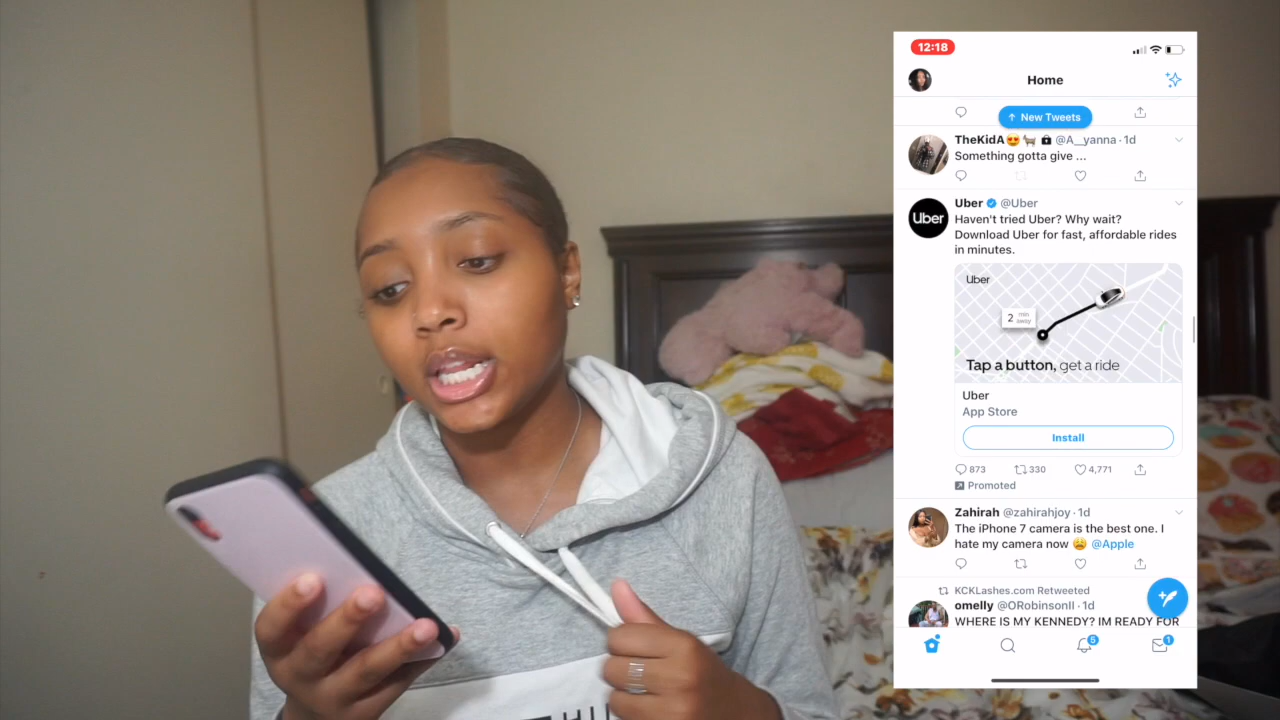 12:18
Home
New Tweets
TheKidA😍🐐 @A__yanna · 1d
Something gotta give ...
Uber @Uber
Haven't tried Uber? Why wait?
Download Uber for fast, affordable rides
in minutes.
Uber
Uber
2 min
away
Tap a button, get a ride
Uber
App Store
Install
873 330 4,771
Promoted
Zahirah @zahirahjoy · 1d
The iPhone 7 camera is the best one. I
hate my camera now 😩 @Apple
KCKLashes.com Retweeted
omelly @ORobinsonII · 1d
WHERE IS MY KENNEDY? IM READY FOR
5
1